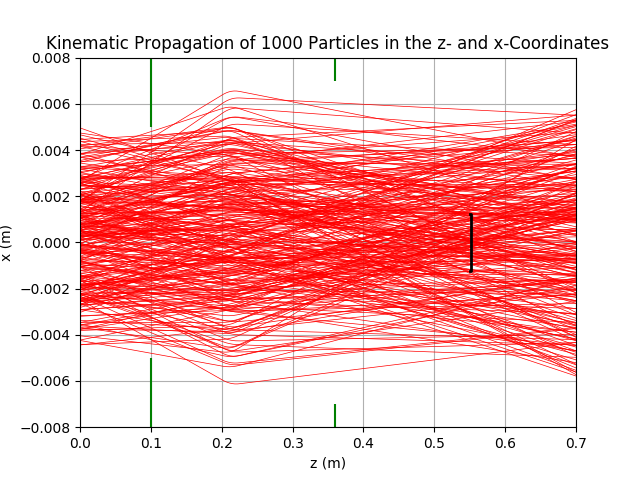 Kinematic Propagation of 1000 Particles in the z- and x-Coordinates
0.008
0.006
0.004
0.002
0.000
−0.002
−0.004
−0.006
−0.008
x (m)
0.0 0.1 0.2 0.3 0.4 0.5 0.6 0.7
z (m)